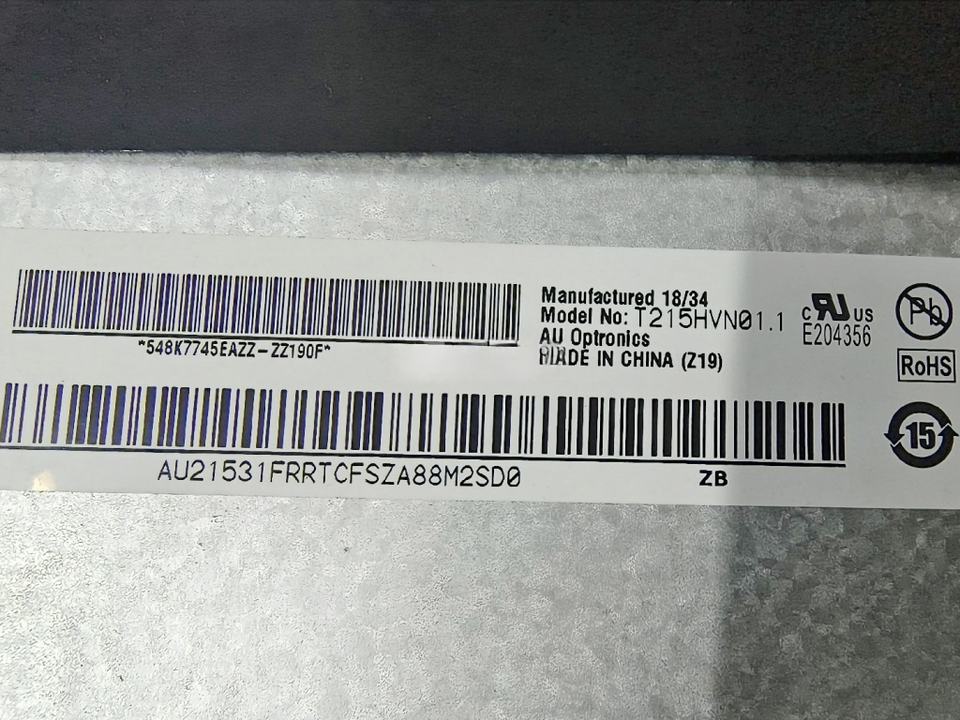 Manufactured 18/34
Model No: T215HVN01.1
AU Optronics
MADE IN CHINA (Z19)
*548K7745EAZZ-ZZ190F*
AU21531FRRTCFSZA88M2SD0
ZB
c RU US
E204356
Pb
RoHS
15